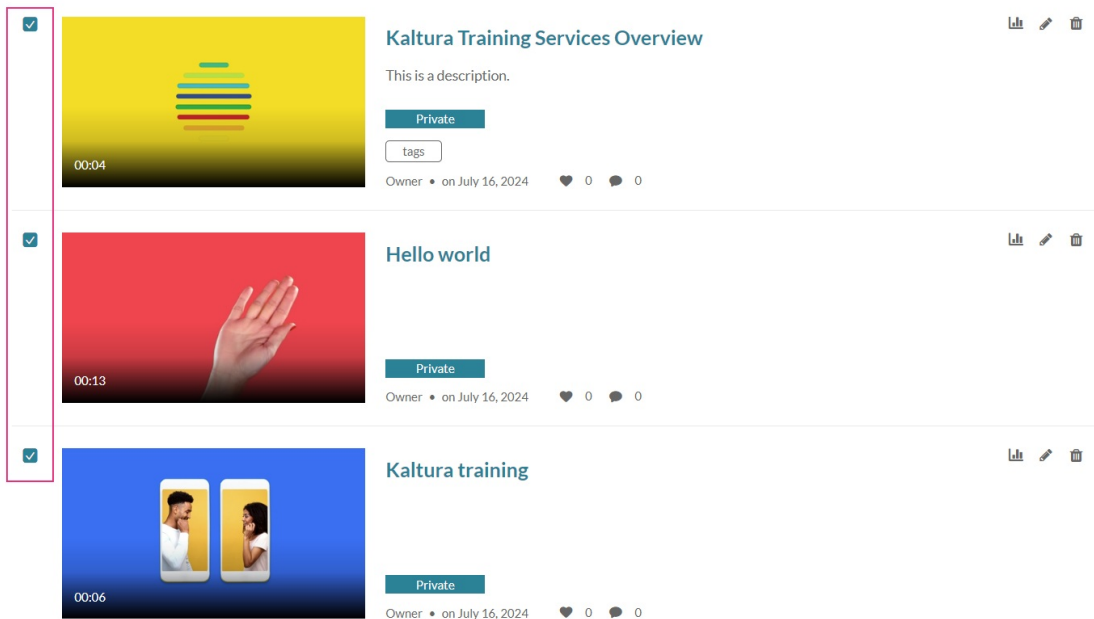 Kaltura Training Services Overview
This is a description.
Private
tags
00:04
Owner • on July 16, 2024 0 0
Hello world
Private
00:13
Owner • on July 16, 2024 0 0
Kaltura training
Private
00:06
Owner • on July 16, 2024 0 0